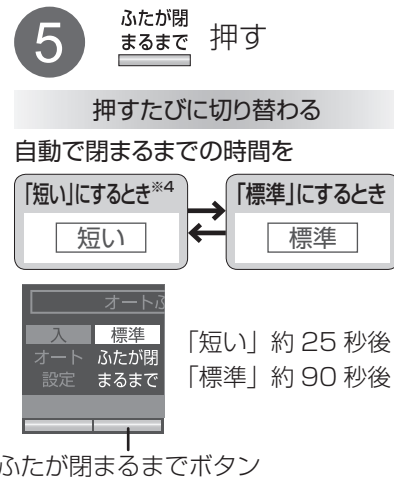 5
ふたが閉
まるまで 押す
押すたびに切り替わる
自動で閉まるまでの時間を
「短い」にするとき※4
短い
「標準」にするとき
標準
オートふ
入 標準
オート ふたが閉
設定 まるまで
「短い」約 25 秒後
「標準」約 90 秒後
ふたが閉まるまでボタン